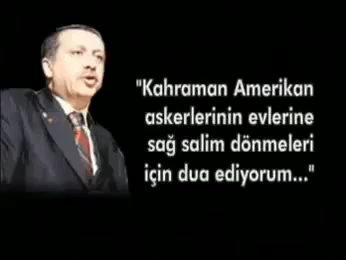 "Kahraman Amerikan
askerlerinin evlerine
sağ salim dönmeleri
için dua ediyorum..."